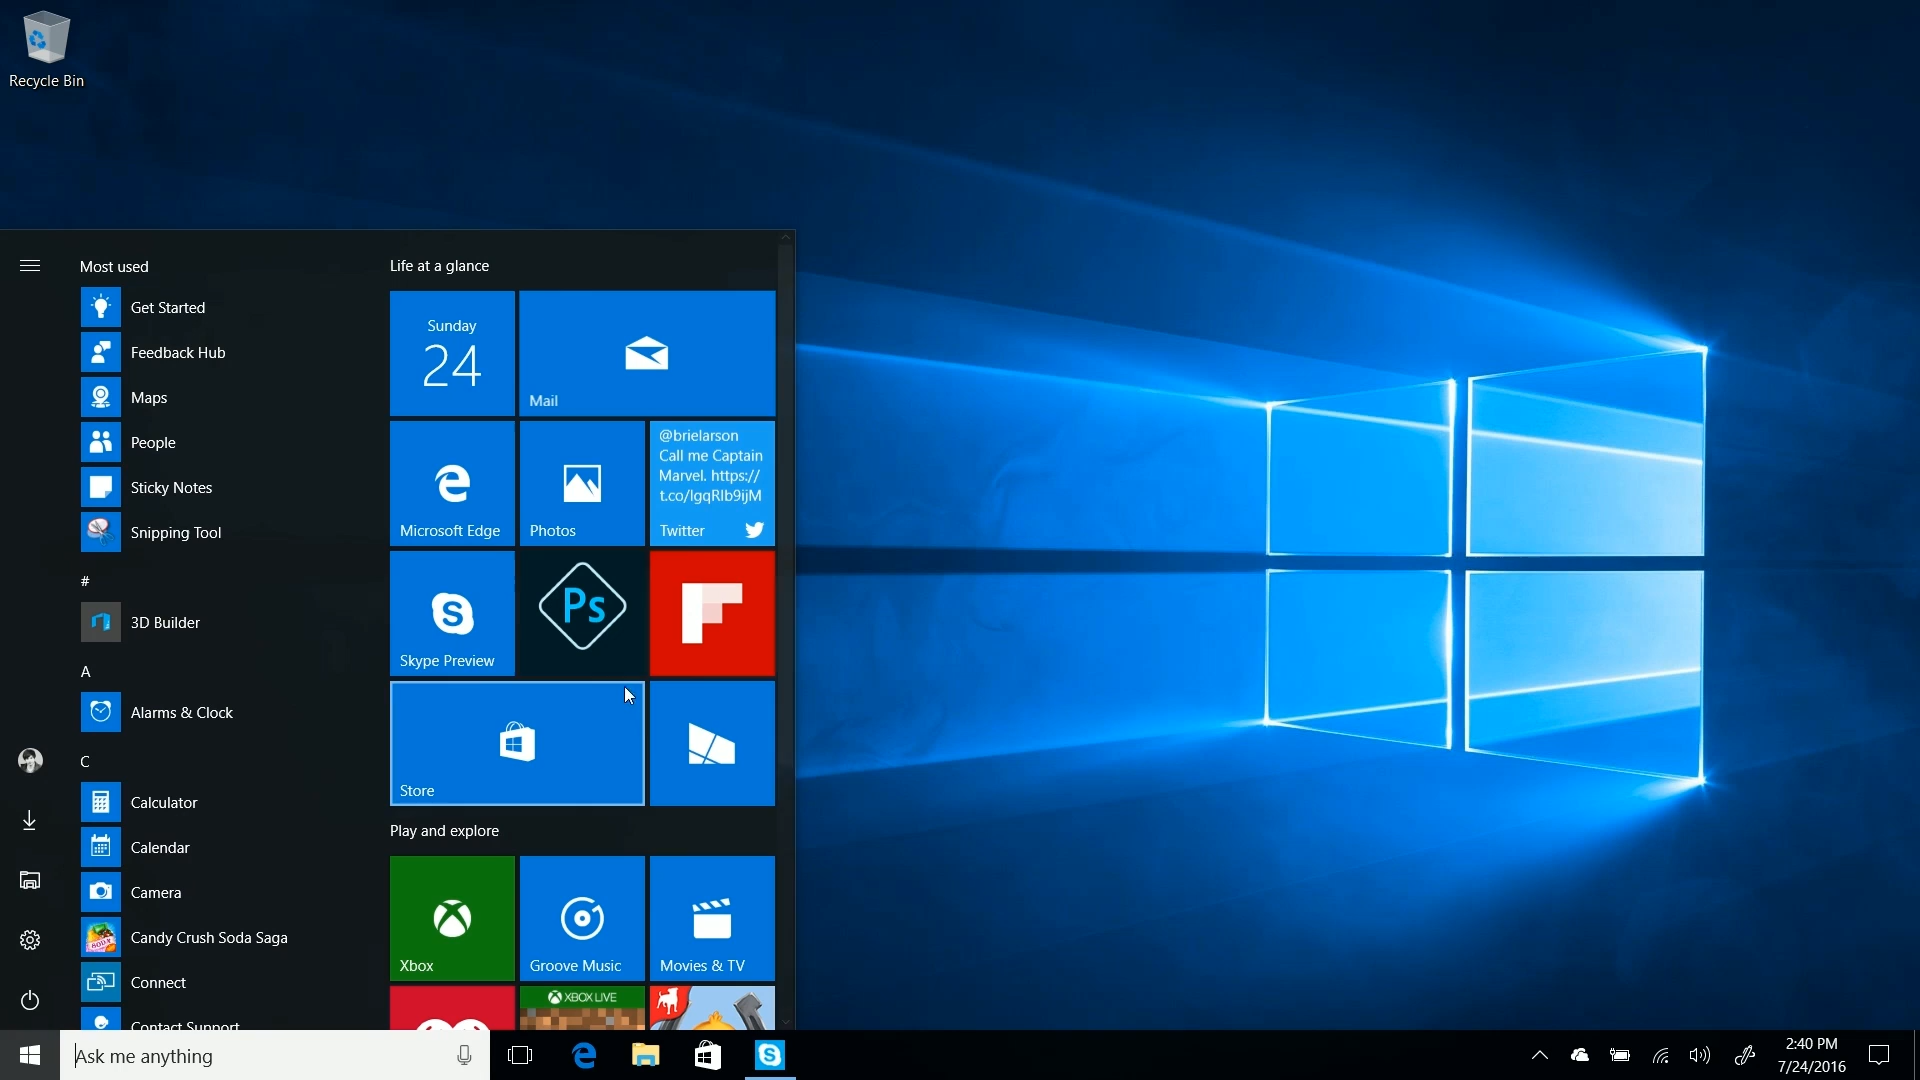 Recycle Bin
Most used
Get Started
Feedback Hub
Maps
People
Sticky Notes
Snipping Tool
#
3D Builder
A
Alarms & Clock
C
Calculator
Calendar
Camera
Candy Crush Soda Saga
Connect
Contact Support
Life at a glance
Sunday
24
Mail
Microsoft Edge
Photos
@brielarson
Call me Captain
Marvel. https://
t.co/lgqRlb9ijM
Twitter
Skype Preview
Ps
Store
Play and explore
Xbox
Groove Music
Movies & TV
XBOX LIVE
Ask me anything
2:40 PM
7/24/2016